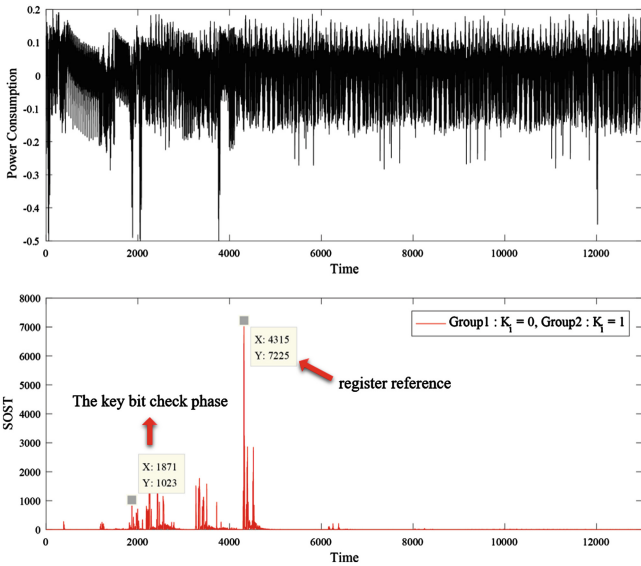 0.2
0.1
0
-0.1
-0.2
-0.3
-0.4
-0.5
Power Consumption
0 2000 4000 6000 8000 10000 12000
Time
8000
7000
6000
5000
4000
3000
2000
1000
0
SOST
Group1 : Ki = 0, Group2 : Ki = 1
X: 4315
Y: 7225
register reference
The key bit check phase
X: 1871
Y: 1023
0 2000 4000 6000 8000 10000 12000
Time